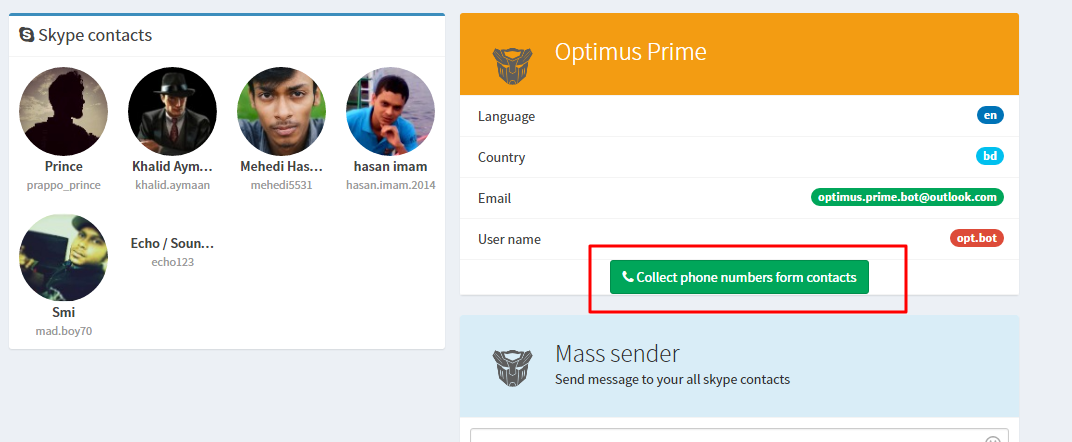 Skype contacts
Prince
prappo_prince
Khalid Aym...
khalid.aymaan
Mehedi Has...
mehedi5531
hasan imam
hasan.imam.2014
Smi
mad.boy70
Echo / Soun...
echo123
Optimus Prime
Language en
Country bd
Email optimus.prime.bot@outlook.com
User name opt.bot
Collect phone numbers form contacts
Mass sender
Send message to your all skype contacts